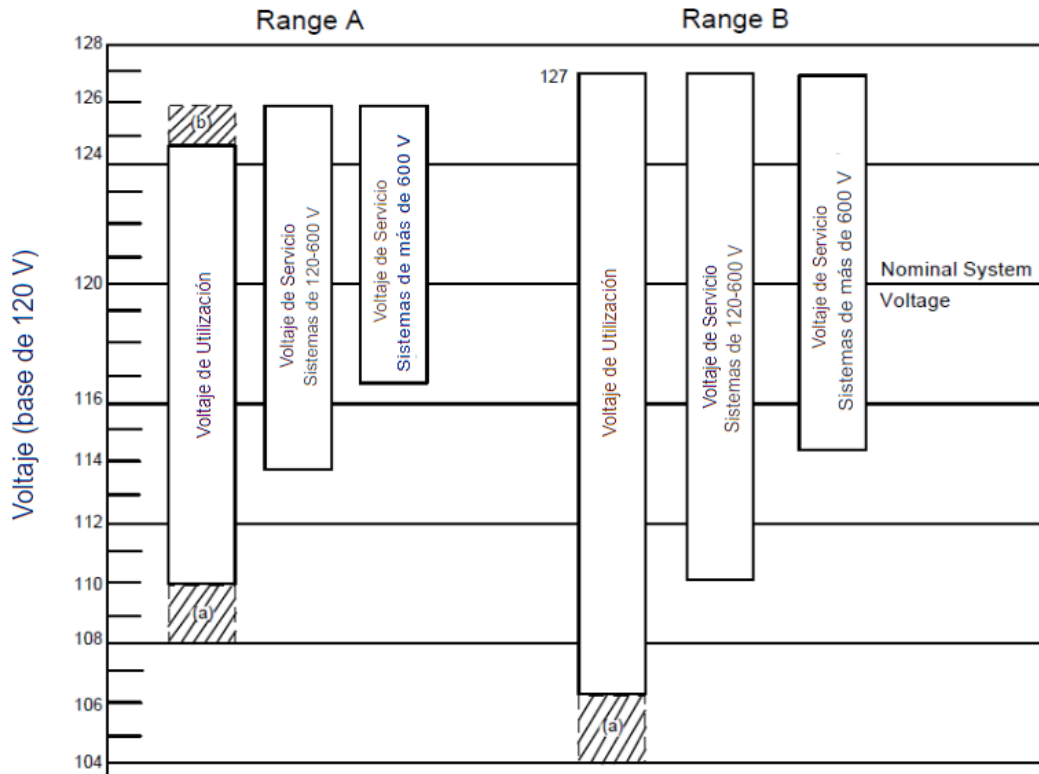 Range A
Range B
Voltaje (base de 120 V)
128
126
124
120
116
114
112
110
108
106
104
(b)
Voltaje de Utilización
(a)
Voltaje de Servicio
Sistemas de 120-600 V
Voltaje de Servicio
Sistemas de más de 600 V
127
Voltaje de Utilización
(a)
Voltaje de Servicio
Sistemas de 120-600 V
Voltaje de Servicio
Sistemas de más de 600 V
Nominal System
Voltage